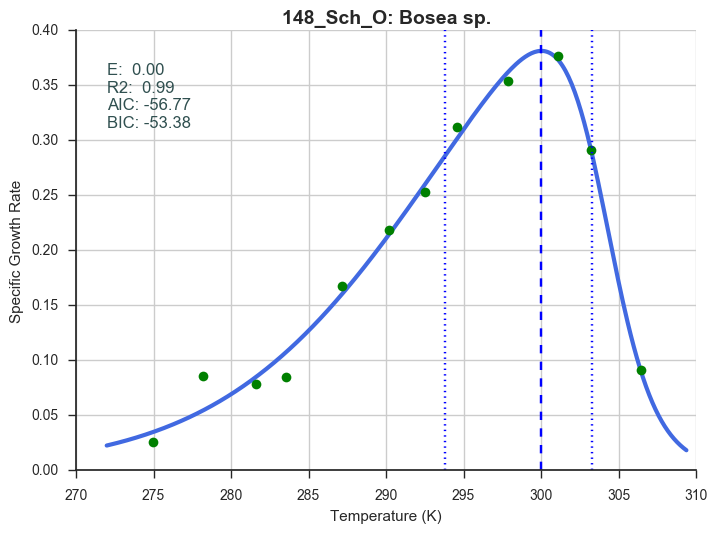 148_Sch_O: Bosea sp.
E:  0.00
R2:  0.99
AIC: -56.77
BIC: -53.38
Specific Growth Rate
0.40
0.35
0.30
0.25
0.20
0.15
0.10
0.05
0.00
270 275 280 285 290 295 300 305 310
Temperature (K)